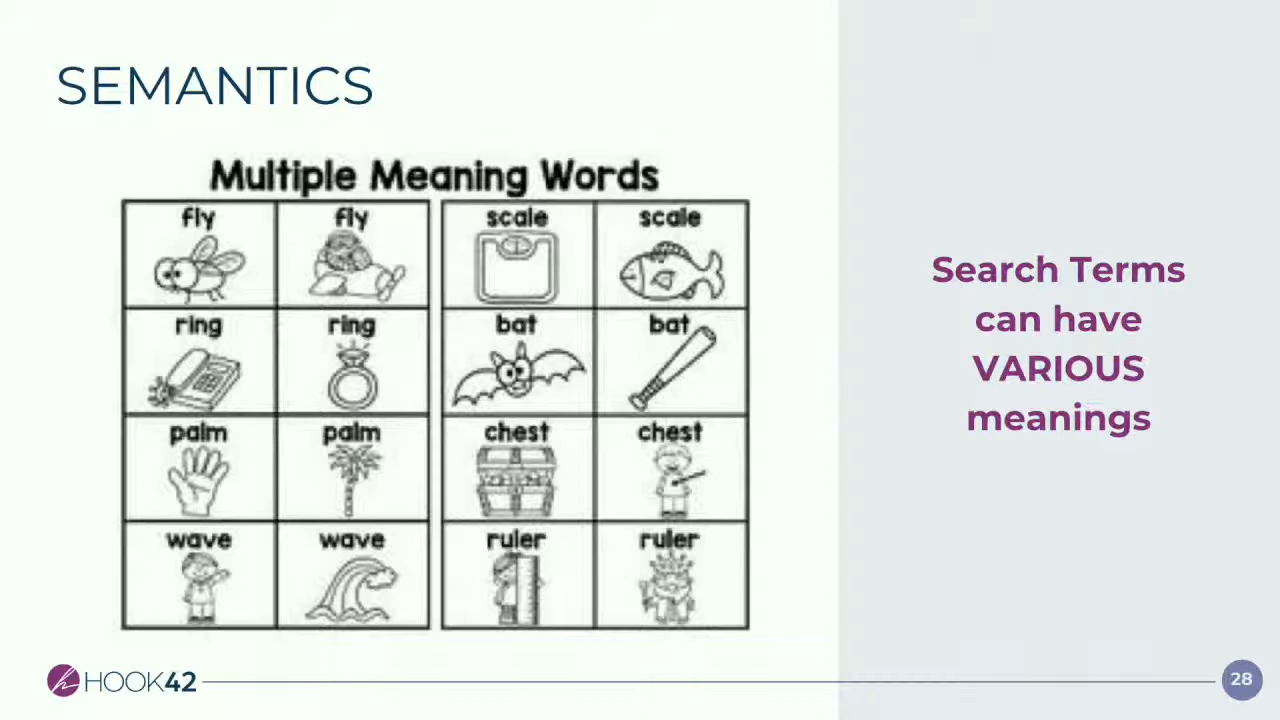 SEMANTICS
Multiple Meaning Words
fly fly scale scale
ring ring bat bat
palm palm chest chest
wave wave ruler ruler
Search Terms
can have
VARIOUS
meanings
HOOK42
28